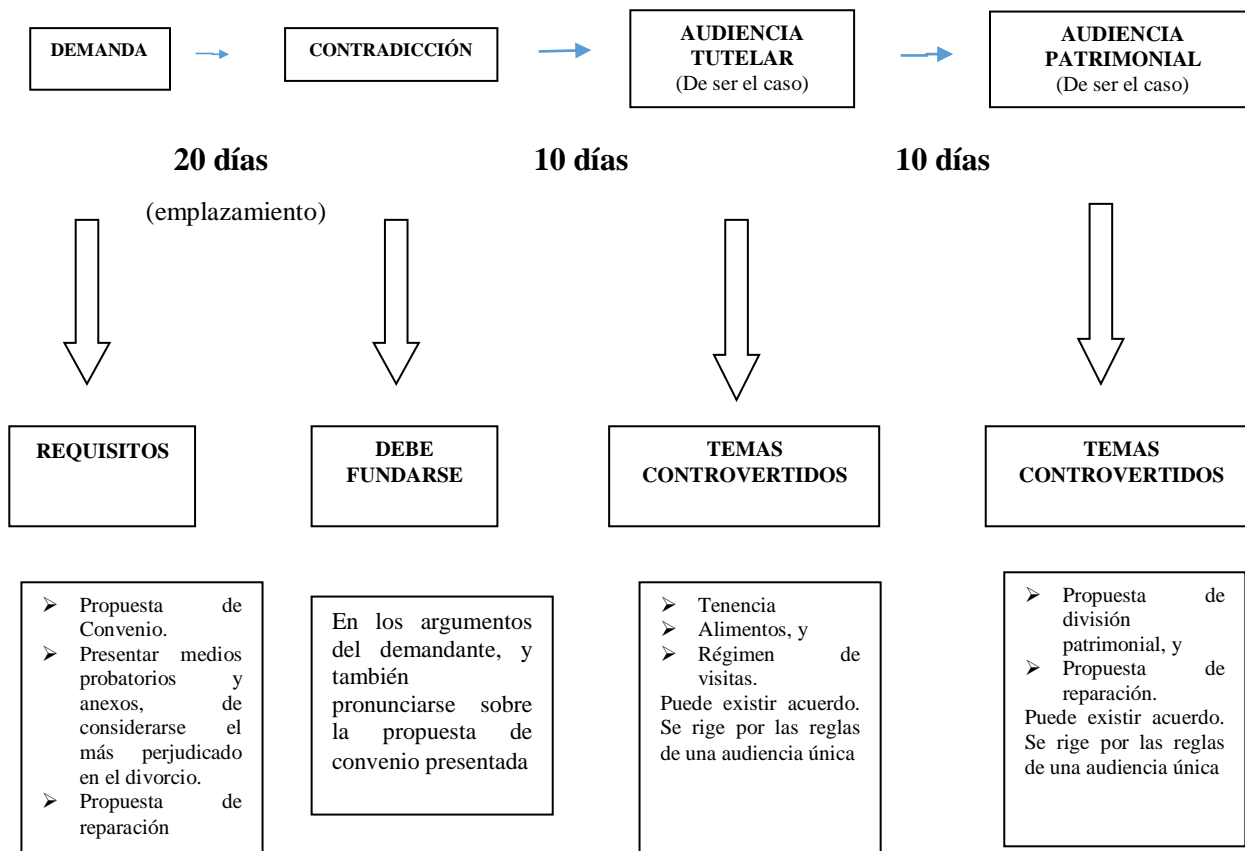 DEMANDA
CONTRADICCIÓN
AUDIENCIA
TUTELAR
(De ser el caso)
AUDIENCIA
PATRIMONIAL
(De ser el caso)
20 días
(emplazamiento)
10 días
10 días
REQUISITOS
DEBE
FUNDARSE
TEMAS
CONTROVERTIDOS
TEMAS
CONTROVERTIDOS
➢ Propuesta de
Convenio.
➢ Presentar medios
probatorios y
anexos, de
considerarse el
más perjudicado
en el divorcio.
➢ Propuesta de
reparación
En los argumentos
del demandante, y
también
pronunciarse sobre
la propuesta de
convenio presentada
➢ Tenencia
➢ Alimentos, y
➢ Régimen de
visitas.
Puede existir acuerdo.
Se rige por las reglas
de una audiencia única
➢ Propuesta de
división
patrimonial, y
➢ Propuesta de
reparación.
Puede existir acuerdo.
Se rige por las reglas
de una audiencia única